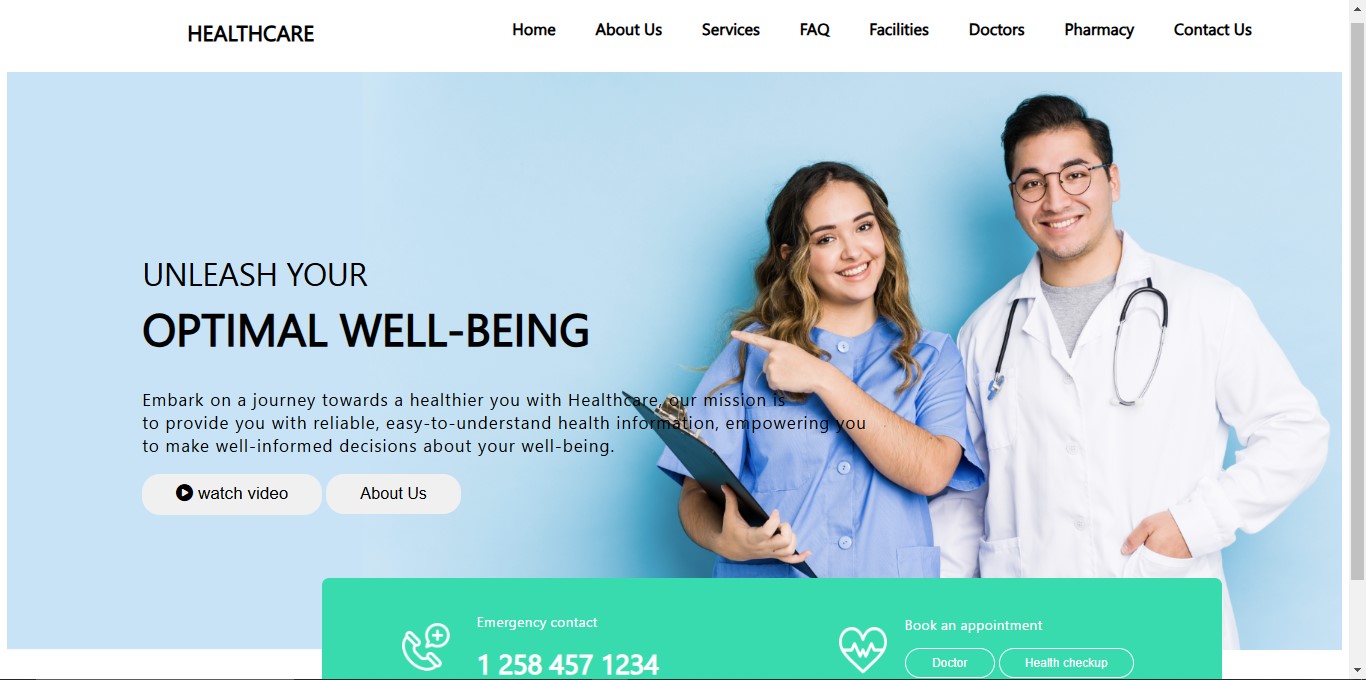 HEALTHCARE
Home About Us Services FAQ Facilities Doctors Pharmacy Contact Us
UNLEASH YOUR
OPTIMAL WELL-BEING
Embark on a journey towards a healthier you with Healthcare, our mission is
to provide you with reliable, easy-to-understand health information, empowering you
to make well-informed decisions about your well-being.
watch video About Us
Emergency contact
1 258 457 1234
Book an appointment
Doctor Health checkup